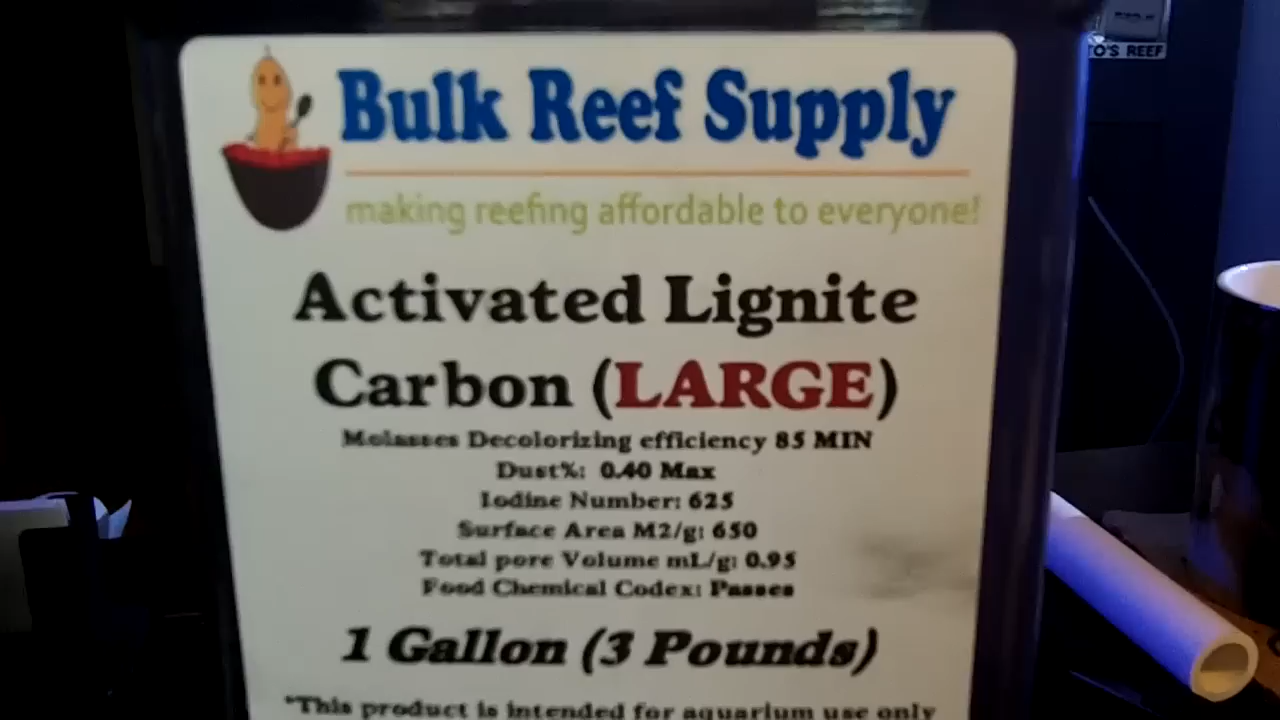 O'S REEF
Bulk Reef Supply
making reefing affordable to everyone!
Activated Lignite
Carbon (LARGE)
Molasses Decolorizing efficiency 85 MIN
Dust%: 0.40 Max
Iodine Number: 625
Surface Area M2/g: 650
Total pore Volume mL/g: 0.95
Food Chemical Codex: Passes
1 Gallon (3 Pounds)
*This product is intended for aquarium use only